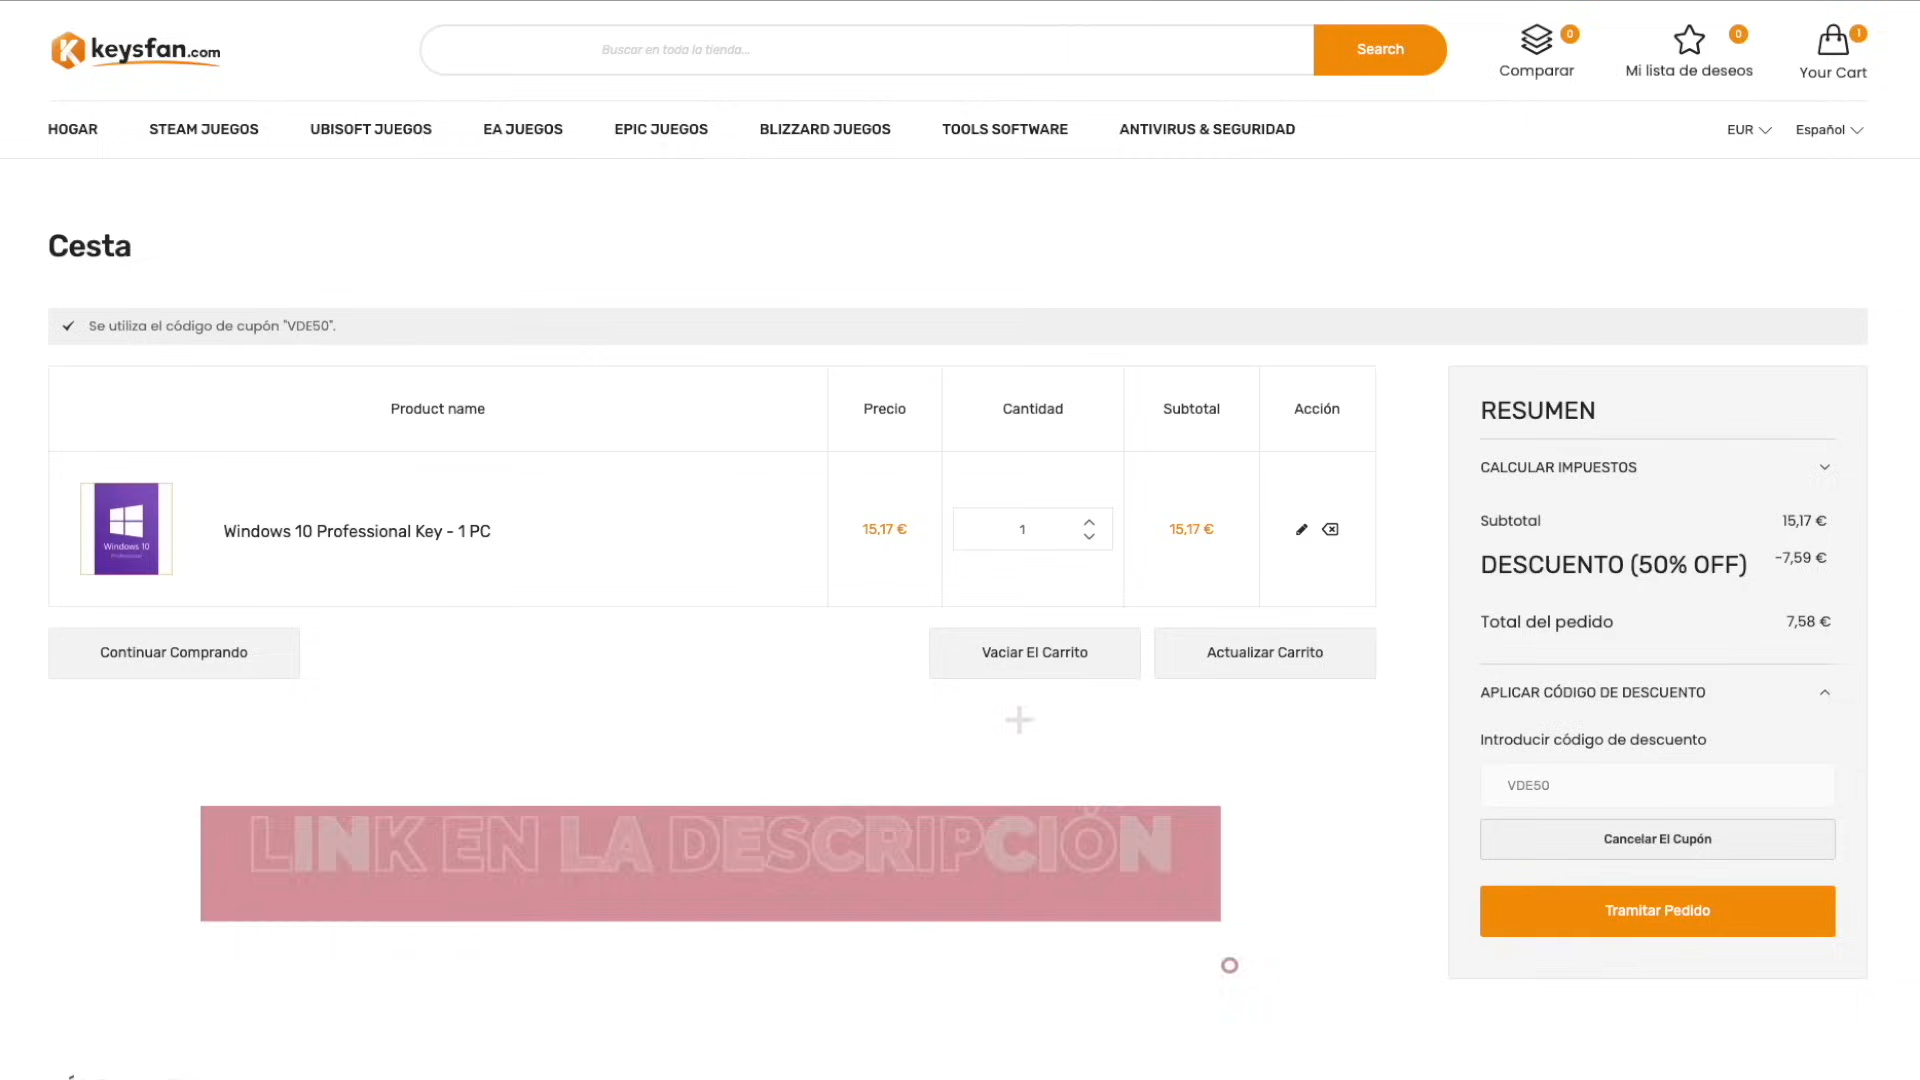 keysfan.com
Buscar en toda la tienda...
Search
0
Comparar
0
Mi lista de deseos
1
Your Cart
HOGAR
STEAM JUEGOS
UBISOFT JUEGOS
EA JUEGOS
EPIC JUEGOS
BLIZZARD JUEGOS
TOOLS SOFTWARE
ANTIVIRUS & SEGURIDAD
EUR
Español
Cesta
Se utiliza el código de cupón "VDE50".
Product name
Precio
Cantidad
Subtotal
Acción
Windows 10
Professional
Windows 10 Professional Key - 1 PC
15,17 €
1
15,17 €
Continuar Comprando
Vaciar El Carrito
Actualizar Carrito
LINK EN LA DESCRIPCIÓN
RESUMEN
CALCULAR IMPUESTOS
Subtotal
15,17 €
DESCUENTO (50% OFF)
-7,59 €
Total del pedido
7,58 €
APLICAR CÓDIGO DE DESCUENTO
Introducir código de descuento
VDE50
Cancelar El Cupón
Tramitar Pedido